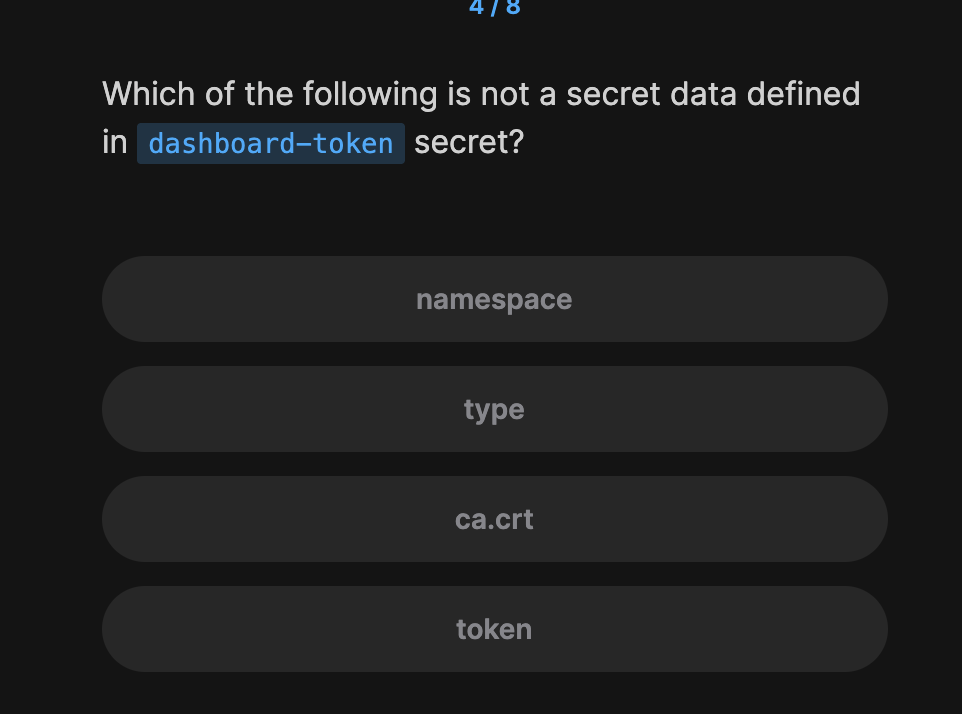 4 / 8
Which of the following is not a secret data defined
in dashboard-token secret?
namespace
type
ca.crt
token